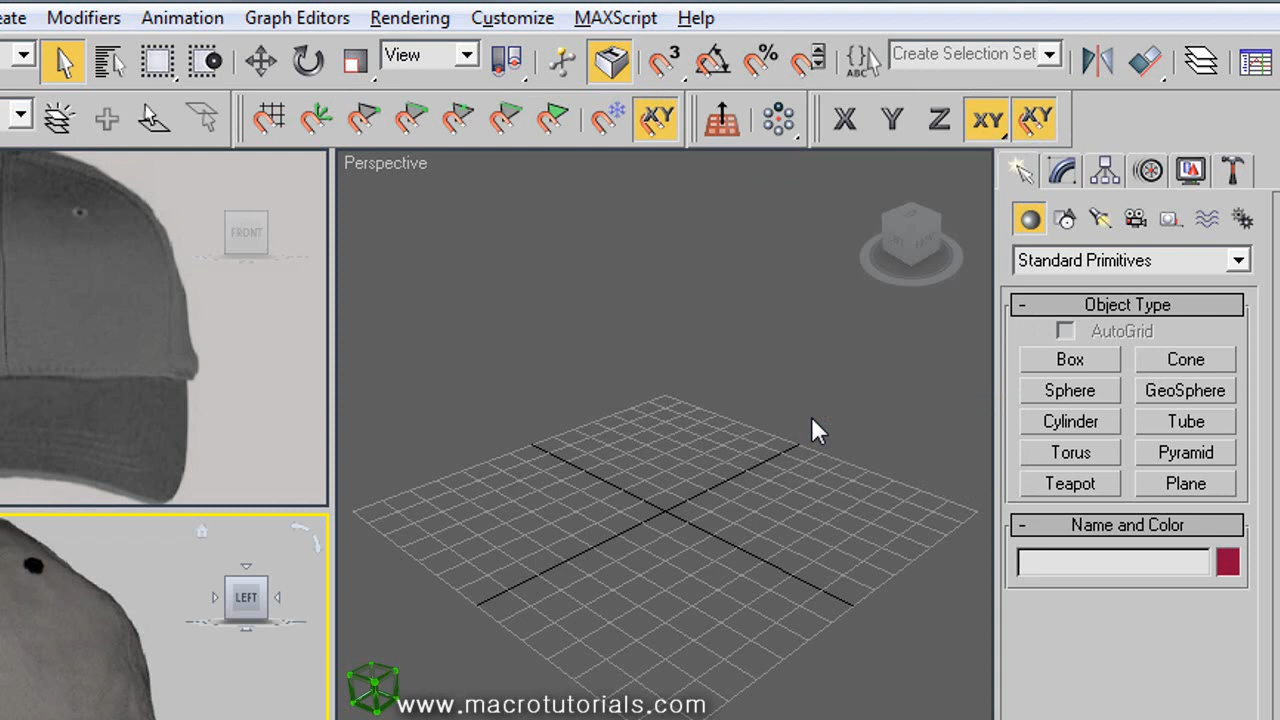 eate Modifiers Animation Graph Editors Rendering Customize MAXScript Help
View 3 % {} ABC Create Selection Set
XY X Y Z XY XY
Perspective
FRONT
Standard Primitives
- Object Type
AutoGrid
Box Cone
Sphere GeoSphere
Cylinder Tube
Torus Pyramid
Teapot Plane
- Name and Color
LEFT
www.macrotutorials.com